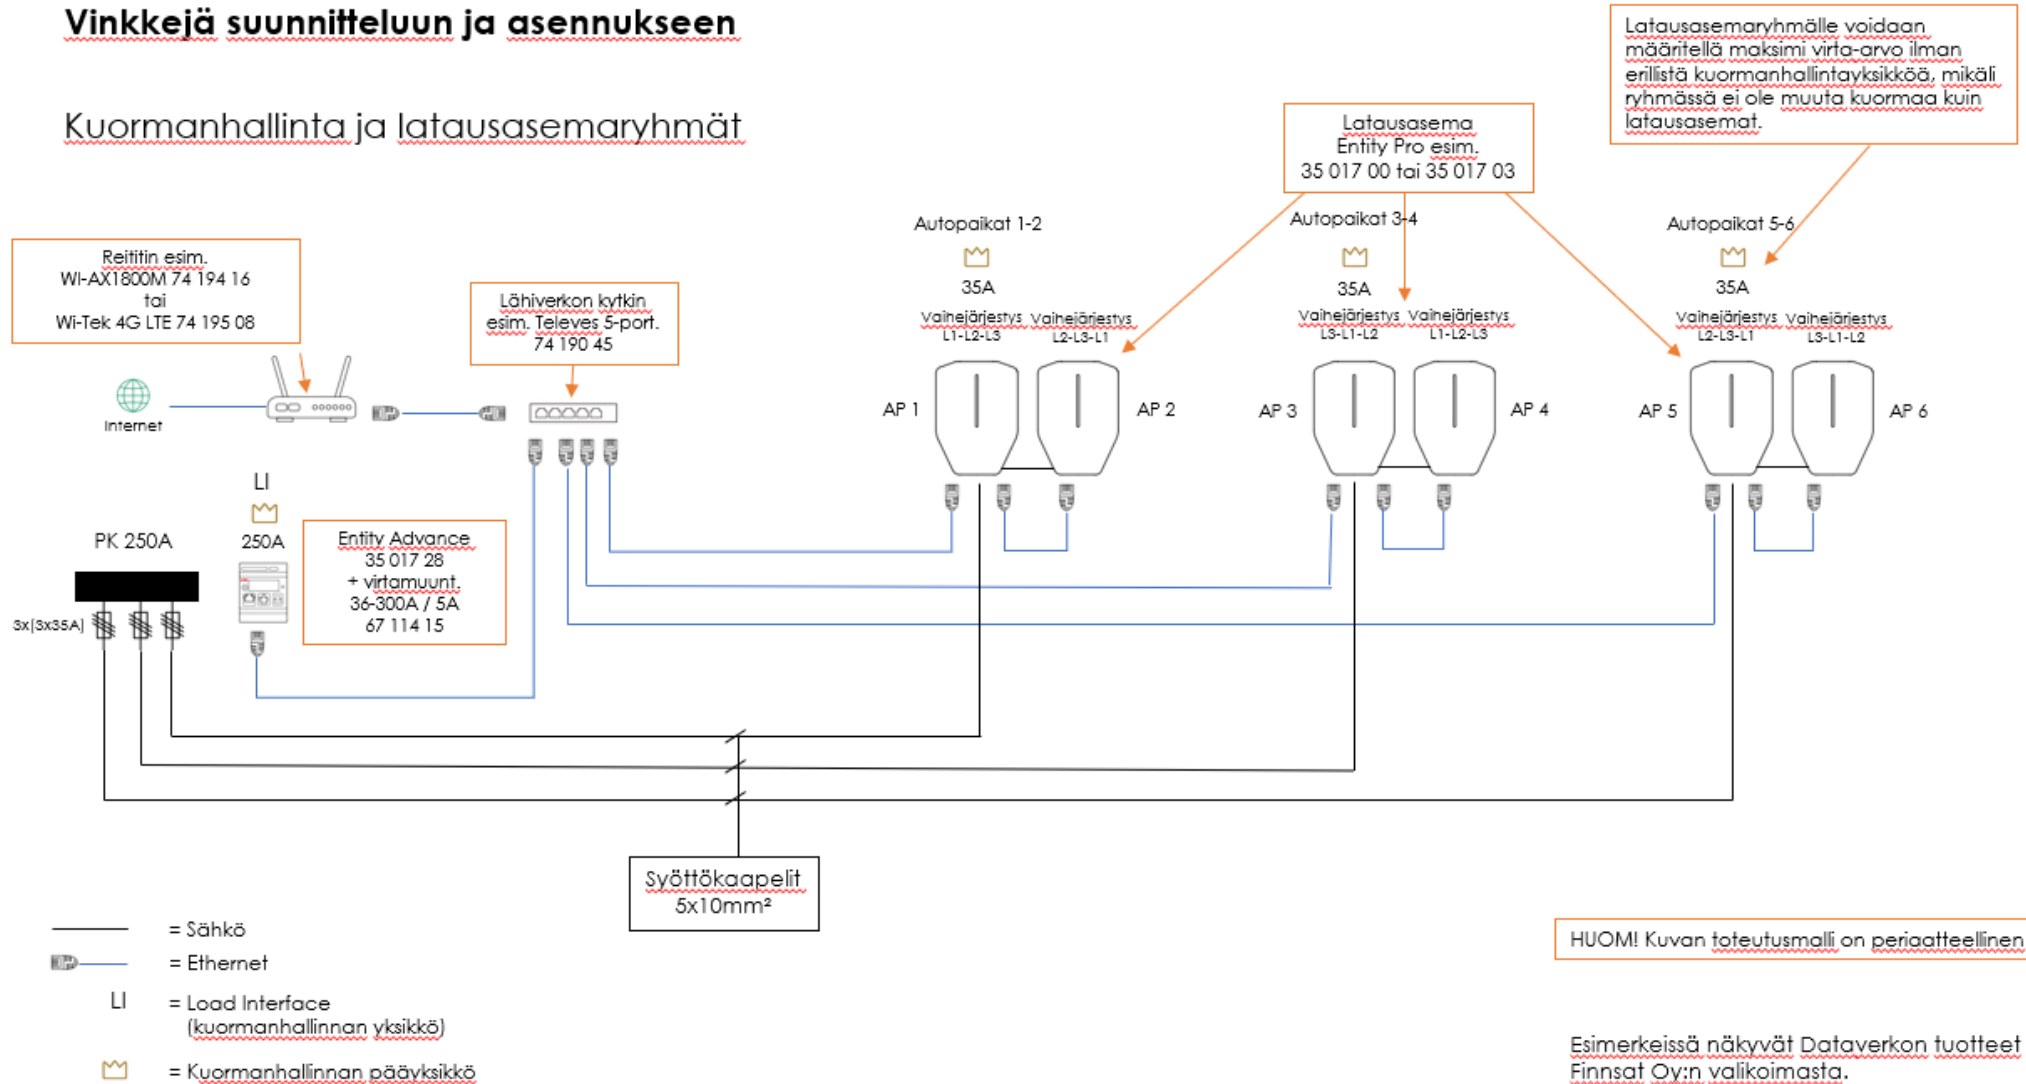 Vinkkejä suunnitteluun ja asennukseen
Kuormanhallinta ja latausasemaryhmät
Latausasemaryhmälle voidaan
määritellä maksimi virta-arvo ilman
erillistä kuormanhallintayksikköä, mikäli
ryhmässä ei ole muuta kuormaa kuin
latausasemat.
Latausasema
Entity Pro esim.
35 017 00 tai 35 017 03
Reititin esim.
WI-AX1800M 74 194 16
tai
Wi-Tek 4G LTE 74 195 08
Lähiverkon kytkin
esim. Televes 5-port.
74 190 45
Internet
Autopaikat 1-2
35A
Vaihejärjestys
L1-L2-L3
Vaihejärjestys
L2-L3-L1
AP 1
AP 2
Autopaikat 3-4
35A
Vaihejärjestys
L3-L1-L2
Vaihejärjestys
L1-L2-L3
AP 3
AP 4
Autopaikat 5-6
35A
Vaihejärjestys
L2-L3-L1
Vaihejärjestys
L3-L1-L2
AP 5
AP 6
LI
250A
PK 250A
3x(3x35A)
Entity Advance
35 017 28
+ virtamuunt.
36-300A / 5A
67 114 15
Syöttökaapelit
5x10mm²
= Sähkö
= Ethernet
LI = Load Interface
(kuormanhallinnan yksikkö)
= Kuormanhallinnan pääyksikkö
HUOM! Kuvan toteutusmalli on periaatteellinen
Esimerkeissä näkyvät Dataverkon tuotteet
Finnsat Oy:n valikoimasta.